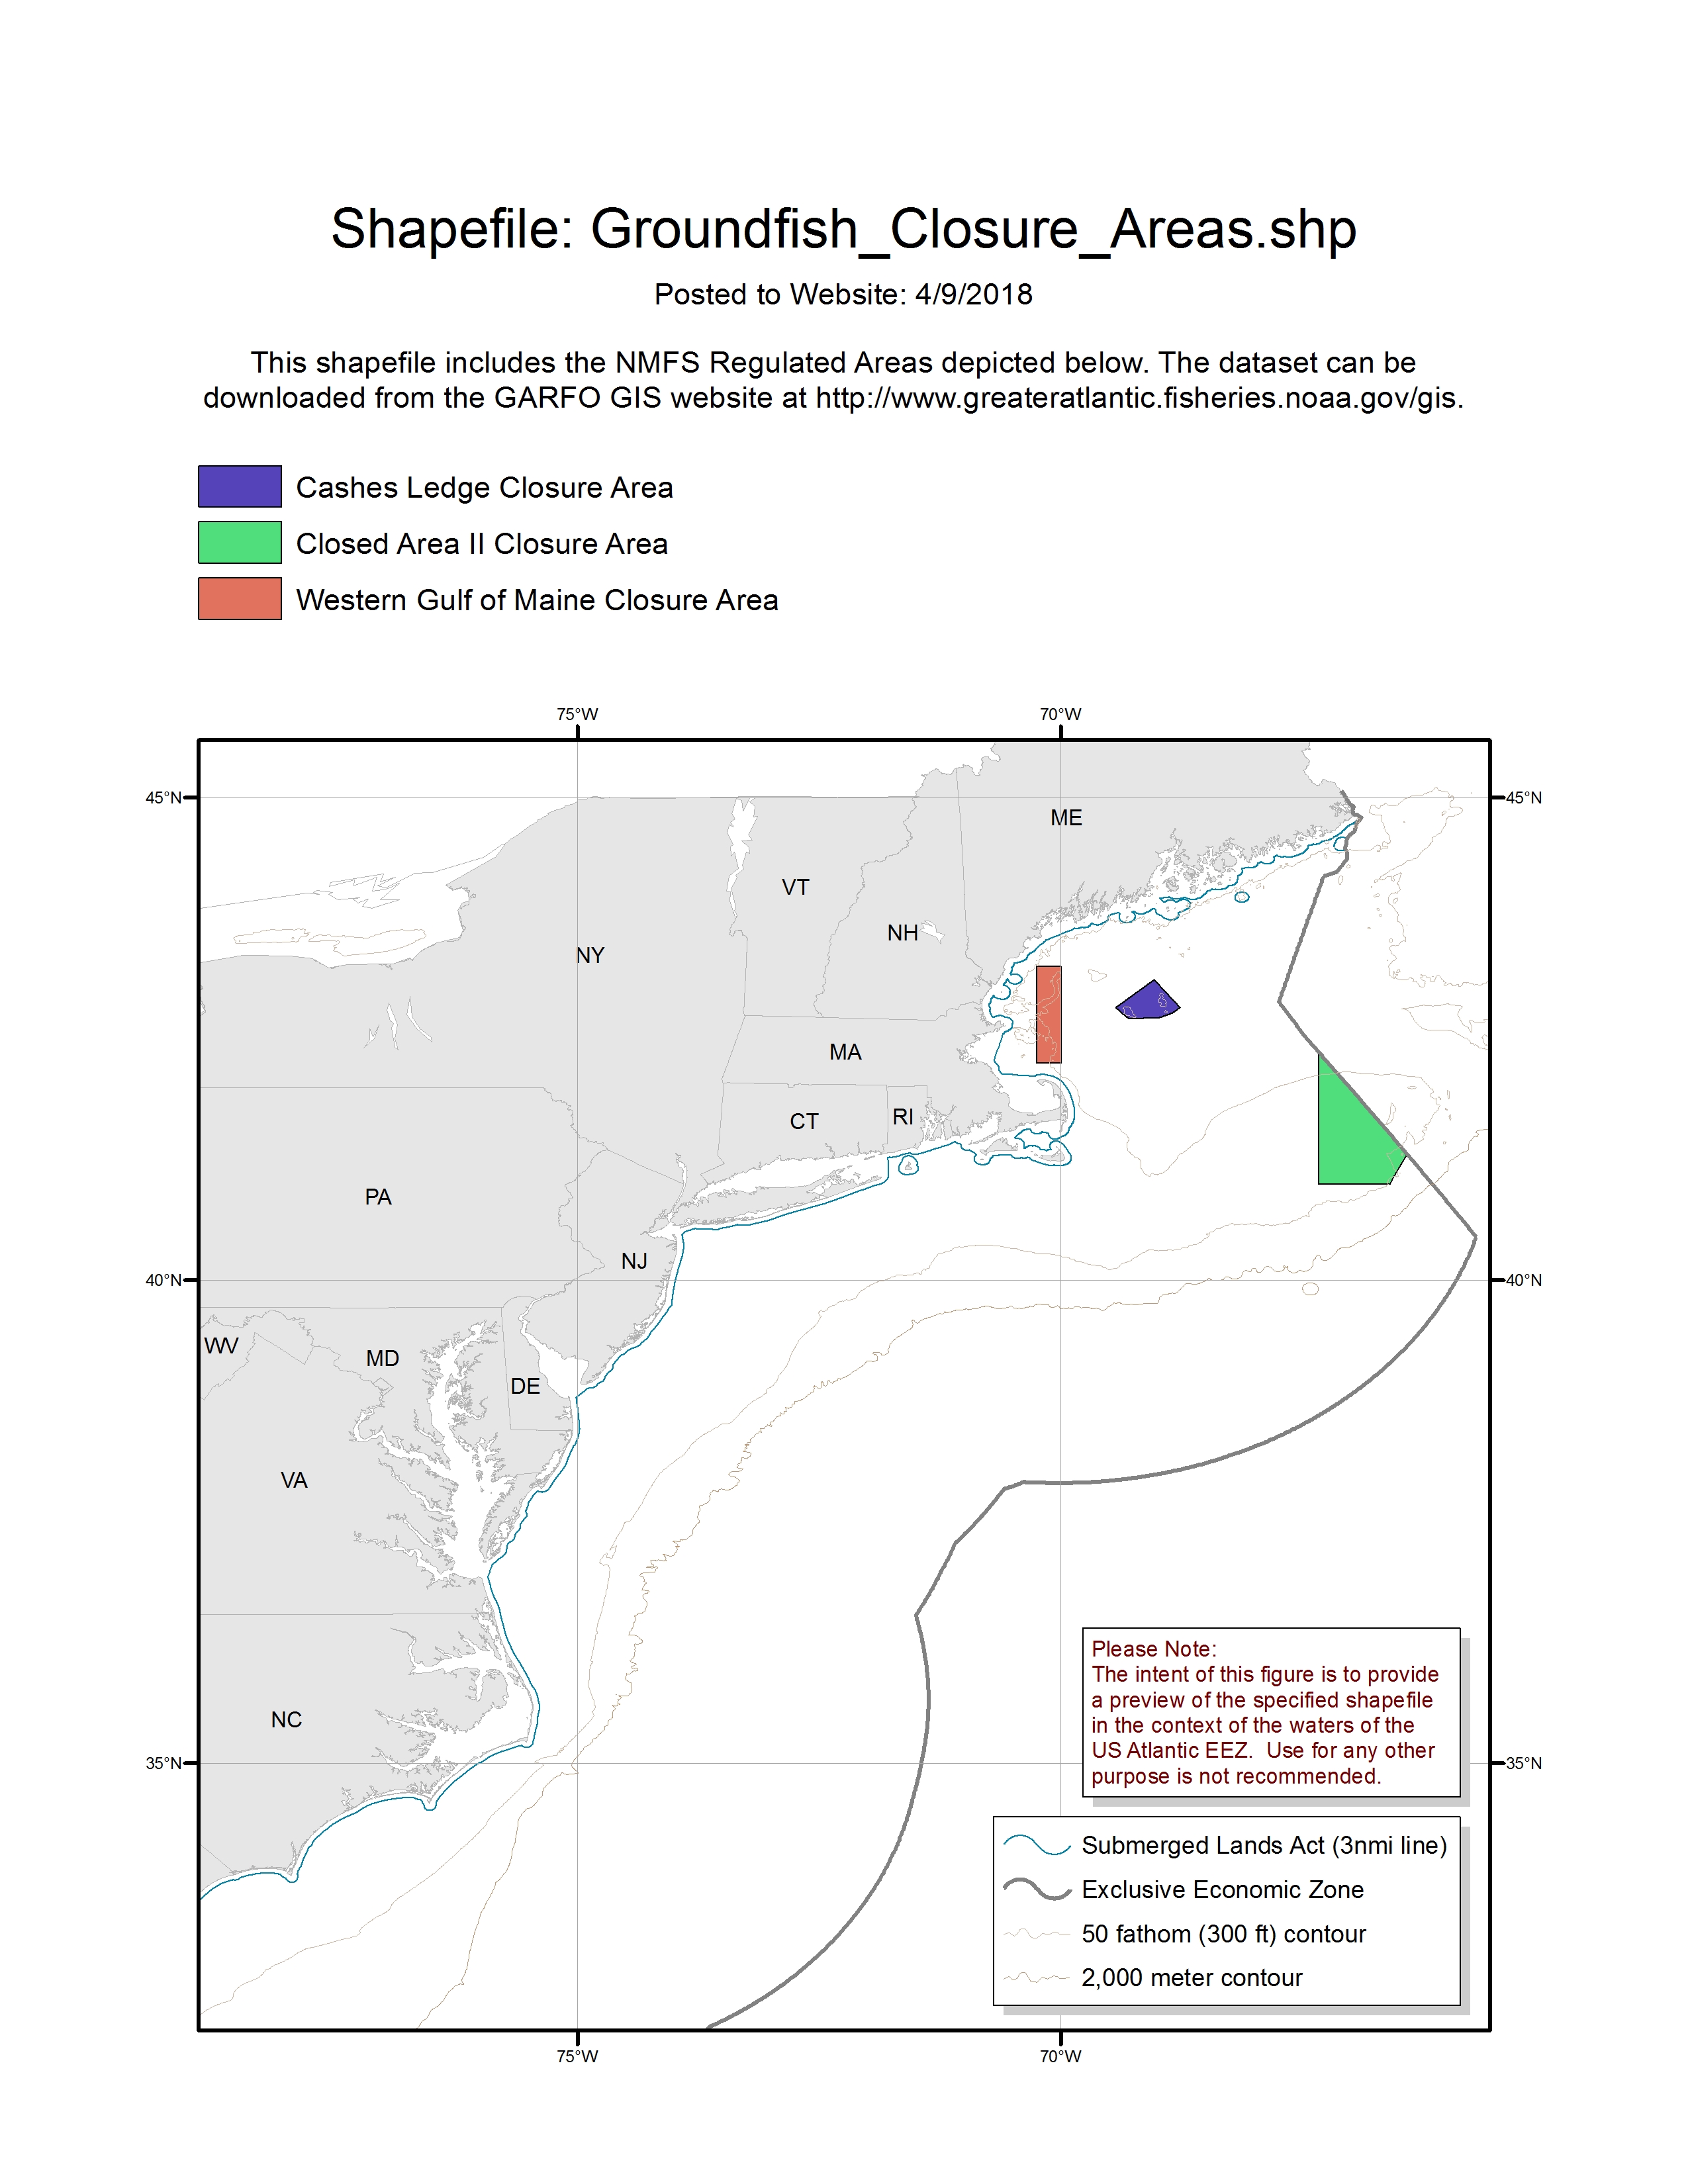 Shapefile: Groundfish_Closure_Areas.shp
Posted to Website: 4/9/2018
This shapefile includes the NMFS Regulated Areas depicted below. The dataset can be
downloaded from the GARFO GIS website at http://www.greateratlantic.fisheries.noaa.gov/gis.
Cashes Ledge Closure Area
Closed Area II Closure Area
Western Gulf of Maine Closure Area
75°W
70°W
45°N
45°N
ME
VT
NH
NY
MA
CT
RI
PA
NJ
40°N
40°N
WV
MD
DE
VA
NC
35°N
35°N
Please Note:
The intent of this figure is to provide
a preview of the specified shapefile
in the context of the waters of the
US Atlantic EEZ.  Use for any other
purpose is not recommended.
Submerged Lands Act (3nmi line)
Exclusive Economic Zone
50 fathom (300 ft) contour
2,000 meter contour
75°W
70°W